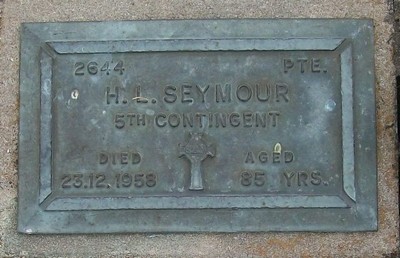 2644 PTE.
H. L. SEYMOUR
5TH CONTINGENT
DIED AGED
23.12.1958 85 YRS.